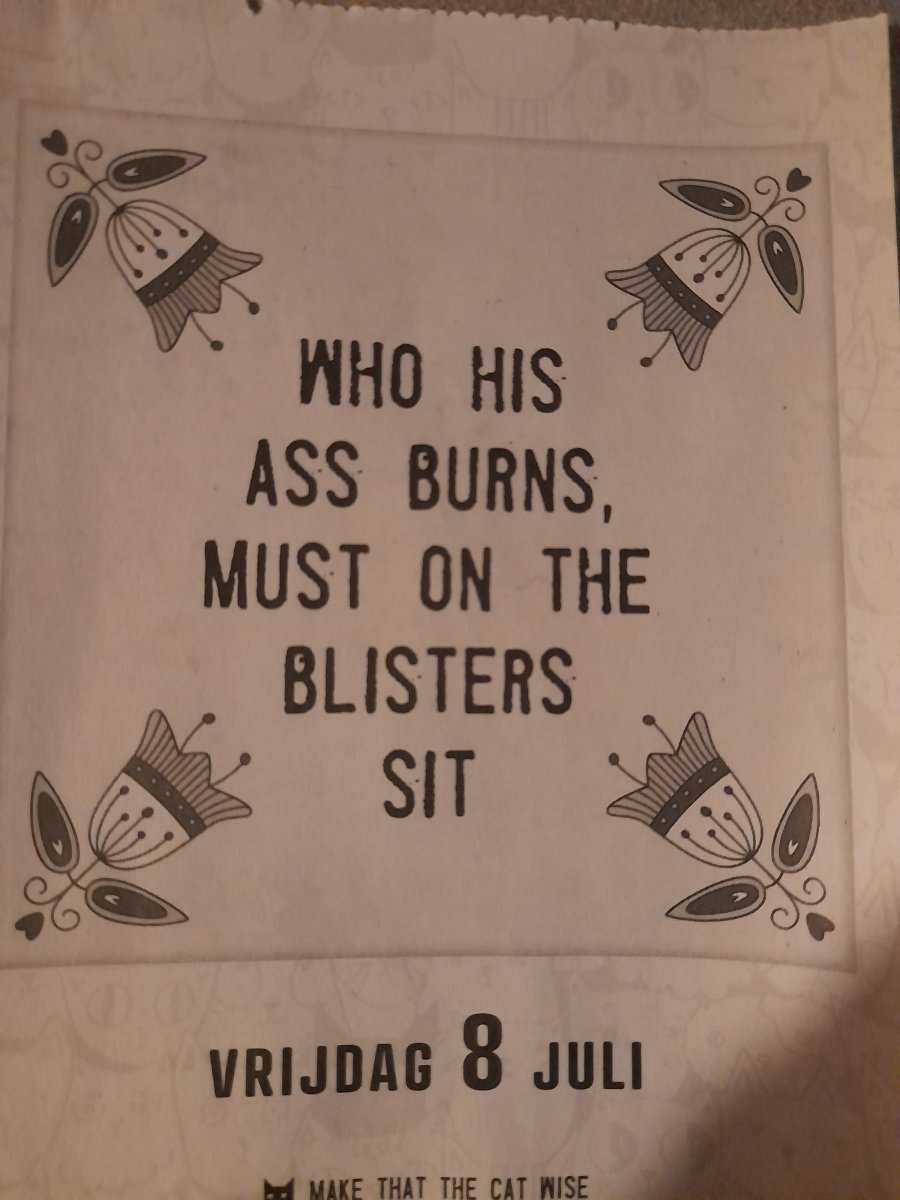 WHO HIS
ASS BURNS,
MUST ON THE
BLISTERS
SIT
VRIJDAG 8 JULI
MAKE THAT THE CAT WISE